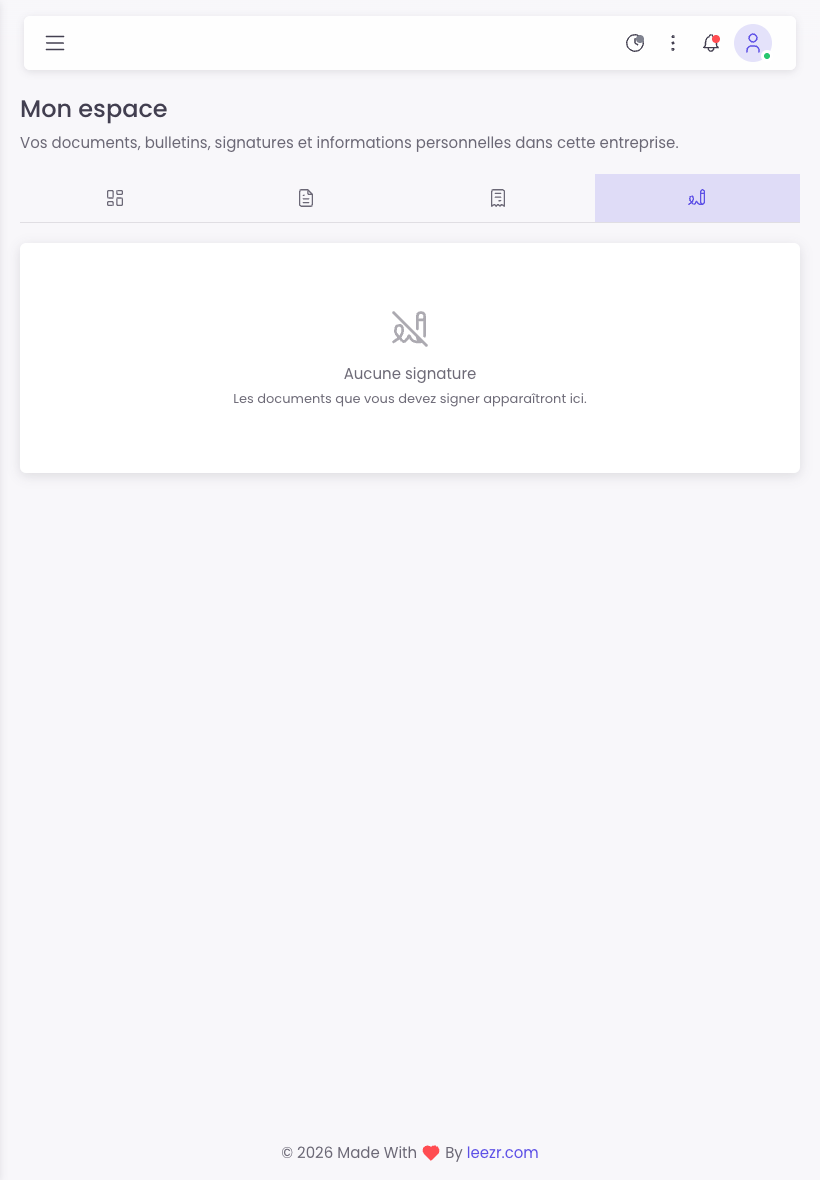 Mon espace
Vos documents, bulletins, signatures et informations personnelles dans cette entreprise.
Aucune signature
Les documents que vous devez signer apparaîtront ici.
© 2026 Made With By leezr.com